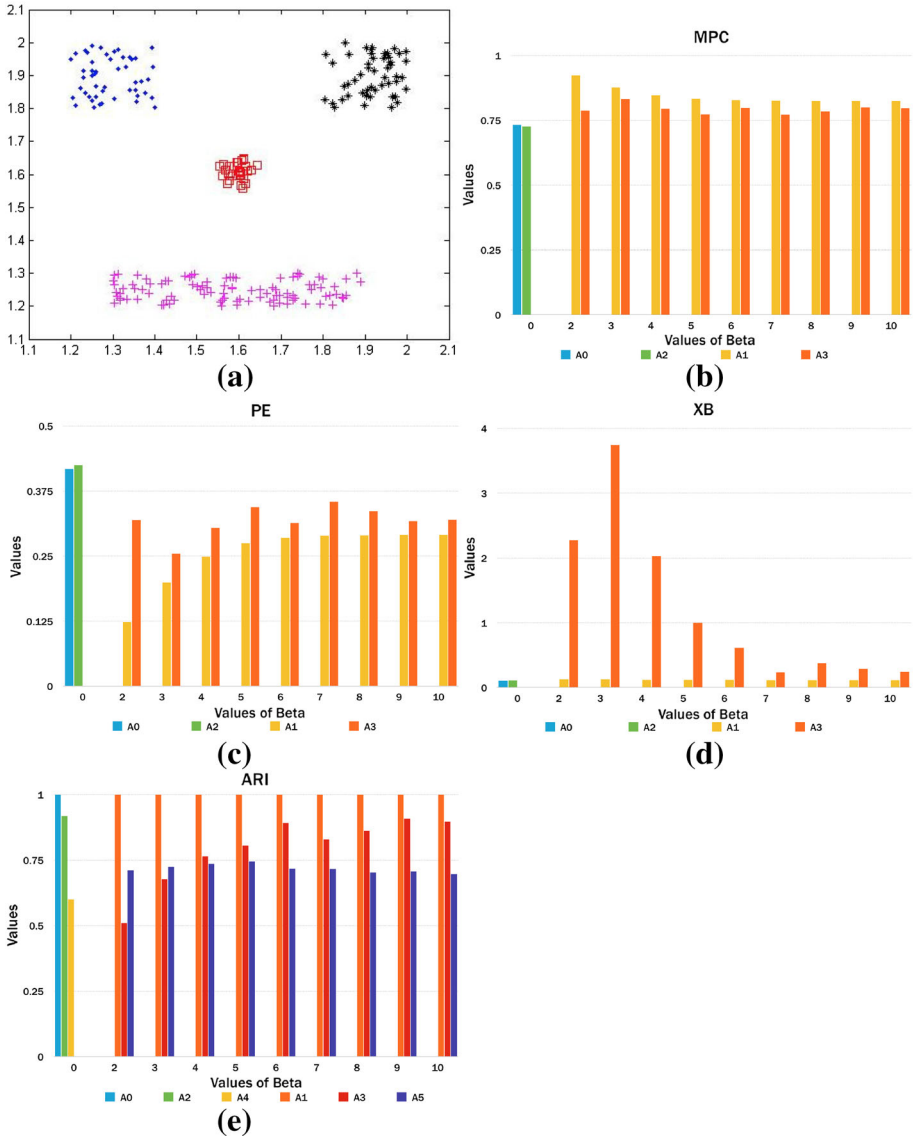 2.1
2
1.9
1.8
1.7
1.6
1.5
1.4
1.3
1.2
1.1
1.1 1.2 1.3 1.4 1.5 1.6 1.7 1.8 1.9 2 2.1
(a)
MPC
1
0.75
0.5
0.25
0
Values
0 2 3 4 5 6 7 8 9 10
Values of Beta
A0 A2 A1 A3
(b)
PE
0.5
0.375
0.25
0.125
0
Values
0 2 3 4 5 6 7 8 9 10
Values of Beta
A0 A2 A1 A3
(c)
XB
4
3
2
1
0
Values
0 2 3 4 5 6 7 8 9 10
Values of Beta
A0 A2 A1 A3
(d)
ARI
1
0.75
0.5
0.25
0
Values
0 2 3 4 5 6 7 8 9 10
Values of Beta
A0 A2 A4 A1 A3 A5
(e)